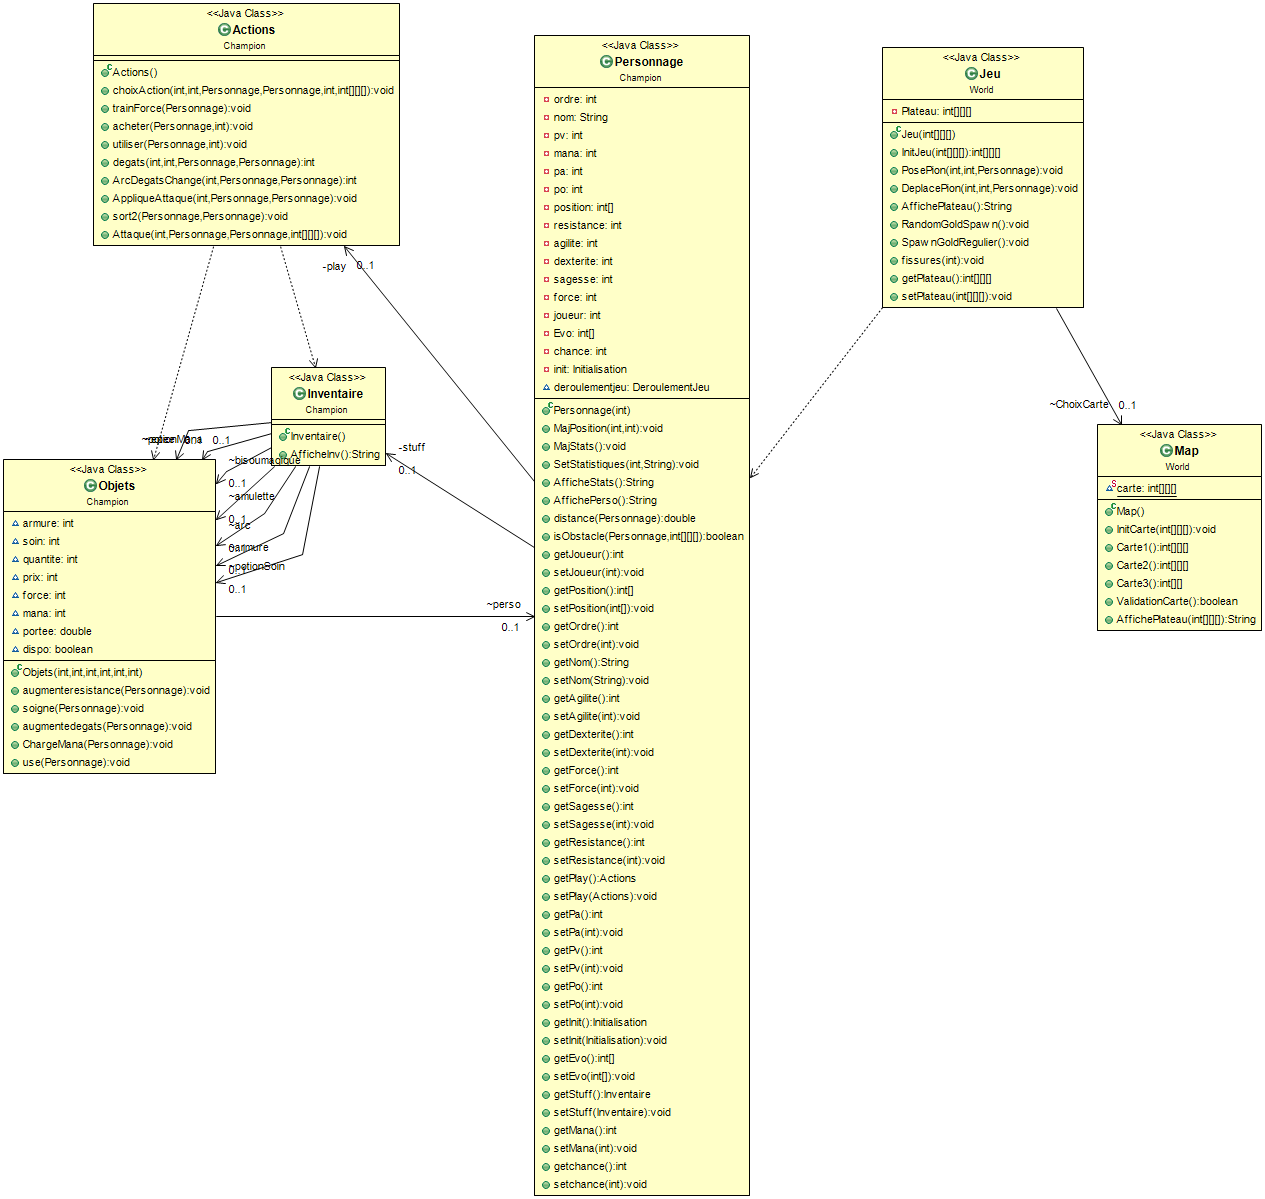 <<Java Class>>
Actions
Champion
Actions()
choixAction(int,int,Personnage,Personnage,int,int[][][]):void
trainForce(Personnage):void
acheter(Personnage,int):void
utiliser(Personnage,int):void
degats(int,int,Personnage,Personnage):int
ArcDegatsChange(int,Personnage,Personnage):int
AppliqueAttaque(int,Personnage,Personnage):void
sort2(Personnage,Personnage):void
Attaque(int,Personnage,Personnage,int[][][]):void
-play
0..1
<<Java Class>>
Inventaire
Champion
Inventaire()
AfficheInv():String
-stuff
0..1
0..1
~bisoumagique
0..1
~amulette
0..1
~arc
~armure
~potionSoin
0..1
<<Java Class>>
Objets
Champion
armure: int
soin: int
quantite: int
prix: int
force: int
mana: int
portee: double
dispo: boolean
Objets(int,int,int,int,int,int)
augmenteresistance(Personnage):void
soigne(Personnage):void
augmentedegats(Personnage):void
ChargeMana(Personnage):void
use(Personnage):void
~perso
0..1
<<Java Class>>
Personnage
Champion
ordre: int
nom: String
pv: int
mana: int
pa: int
po: int
position: int[]
resistance: int
agilite: int
dexterite: int
sagesse: int
force: int
joueur: int
Evo: int[]
chance: int
init: Initialisation
deroulementjeu: DeroulementJeu
Personnage(int)
MajPosition(int,int):void
MajStats():void
SetStatistiques(int,String):void
AfficheStats():String
AffichePerso():String
distance(Personnage):double
isObstacle(Personnage,int[][][]):boolean
getJoueur():int
setJoueur(int):void
getPosition():int[]
setPosition(int[]):void
getOrdre():int
setOrdre(int):void
getNom():String
setNom(String):void
getAgilite():int
setAgilite(int):void
getDexterite():int
setDexterite(int):void
getForce():int
setForce(int):void
getSagesse():int
setSagesse(int):void
getResistance():int
setResistance(int):void
getPlay():Actions
setPlay(Actions):void
getPa():int
setPa(int):void
getPv():int
setPv(int):void
getPo():int
setPo(int):void
getInit():Initialisation
setInit(Initialisation):void
getEvo():int[]
setEvo(int[]):void
getStuff():Inventaire
setStuff(Inventaire):void
getMana():int
setMana(int):void
getchance():int
setchance(int):void
<<Java Class>>
Jeu
World
Plateau: int[][][]
Jeu(int[][][])
InitJeu(int[][][]):int[][][]
PosePion(int,int,Personnage):void
DeplacePion(int,int,Personnage):void
AffichePlateau():String
RandomGoldSpawn():void
SpawnGoldRegulier():void
fissures(int):void
getPlateau():int[][][]
setPlateau(int[][][]):void
~ChoixCarte
0..1
<<Java Class>>
Map
World
carte: int[][][]
Map()
InitCarte(int[][][]):void
Carte1():int[][][]
Carte2():int[][][]
Carte3():int[][]
ValidationCarte():boolean
AffichePlateau(int[][][]):String